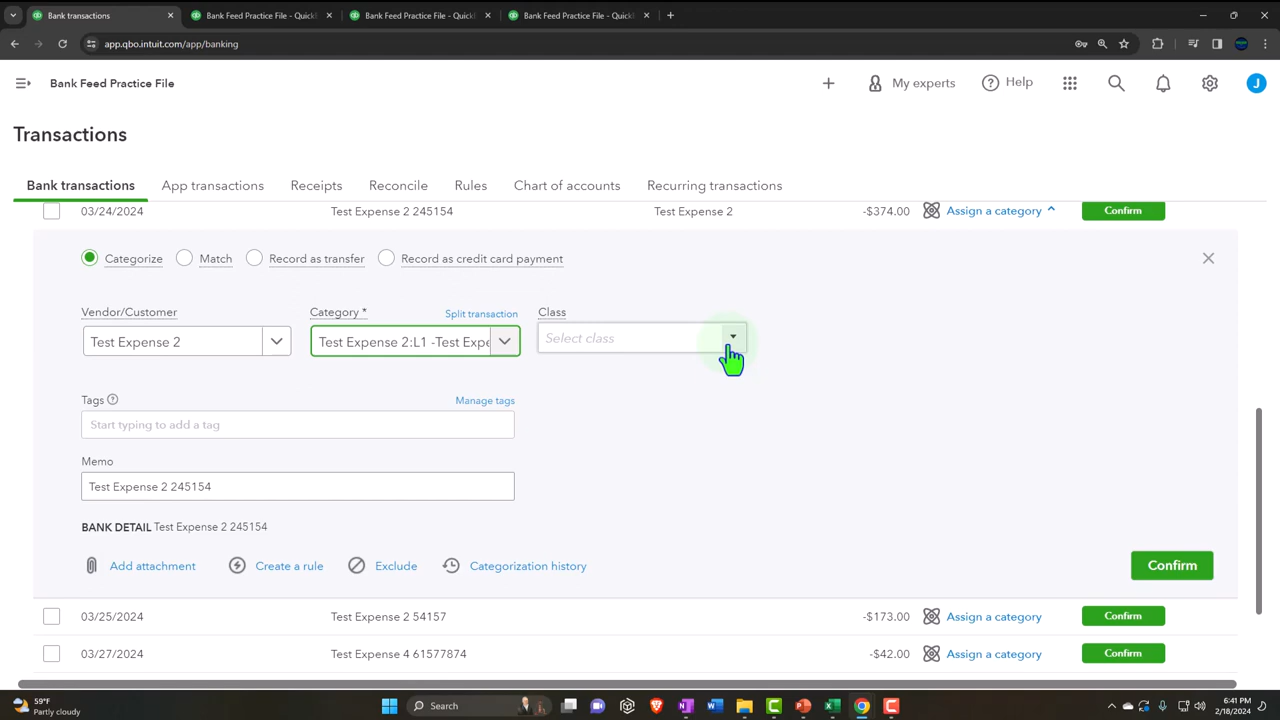 Bank transactions
Bank Feed Practice File - Quickl
Bank Feed Practice File - Quickl
Bank Feed Practice File - Quickl
app.qbo.intuit.com/app/banking
Bank Feed Practice File
My experts
Help
J
Transactions
Bank transactions App transactions Receipts Reconcile Rules Chart of accounts Recurring transactions
03/24/2024 Test Expense 2 245154 Test Expense 2 -$374.00 Assign a category Confirm
Categorize Match Record as transfer Record as credit card payment
Vendor/Customer Category * Split transaction Class
Test Expense 2 Test Expense 2:L1 -Test Expe Select class
Tags Manage tags
Start typing to add a tag
Memo
Test Expense 2 245154
BANK DETAIL Test Expense 2 245154
Add attachment Create a rule Exclude Categorization history Confirm
03/25/2024 Test Expense 2 54157 -$173.00 Assign a category Confirm
03/27/2024 Test Expense 4 61577874 -$42.00 Assign a category Confirm
59°F
Partly cloudy
Search
6:41 PM
2/18/2024